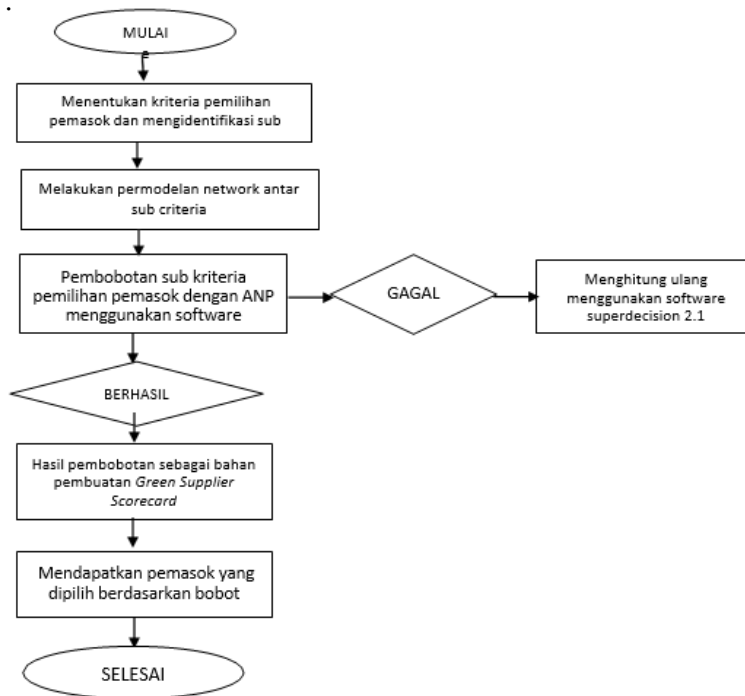 .
MULAI
Menentukan kriteria pemilihan
pemasok dan mengidentifikasi sub
Melakukan permodelan network antar
sub criteria
Pembobotan sub kriteria
pemilihan pemasok dengan ANP
menggunakan software
GAGAL
Menghitung ulang
menggunakan software
superdecision 2.1
BERHASIL
Hasil pembobotan sebagai bahan
pembuatan Green Supplier
Scorecard
Mendapatkan pemasok yang
dipilih berdasarkan bobot
SELESAI